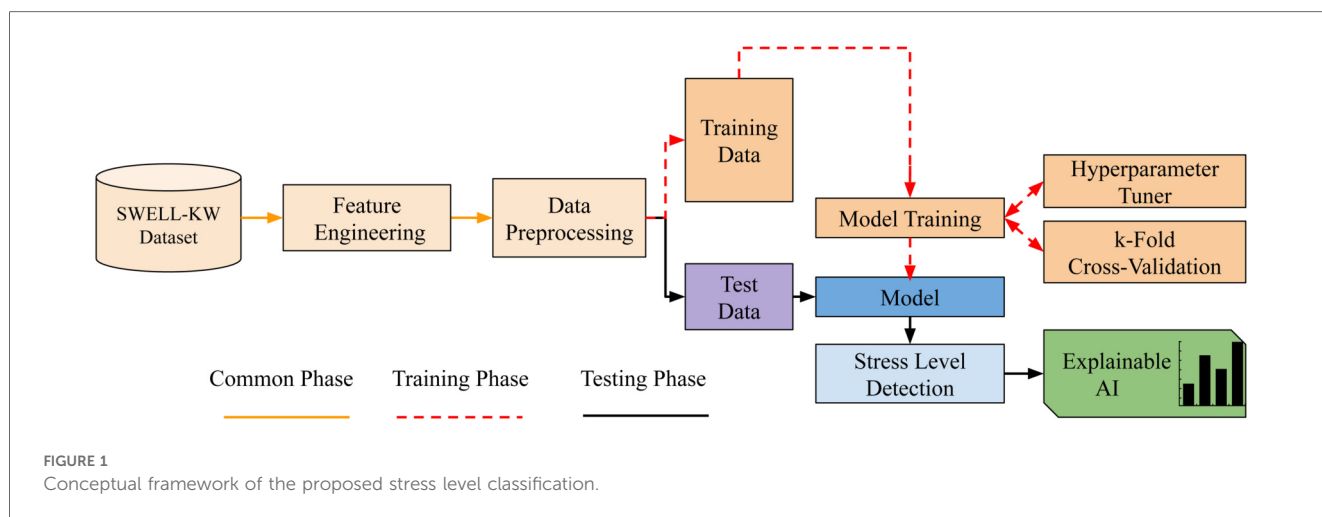 Training
Data
SWELL-KW
Dataset
Feature
Engineering
Data
Preprocessing
Model Training
Hyperparameter
Tuner
k-Fold
Cross-Validation
Test
Data
Model
Stress Level
Detection
Explainable
AI
Common Phase
Training Phase
Testing Phase
FIGURE 1
Conceptual framework of the proposed stress level classification.